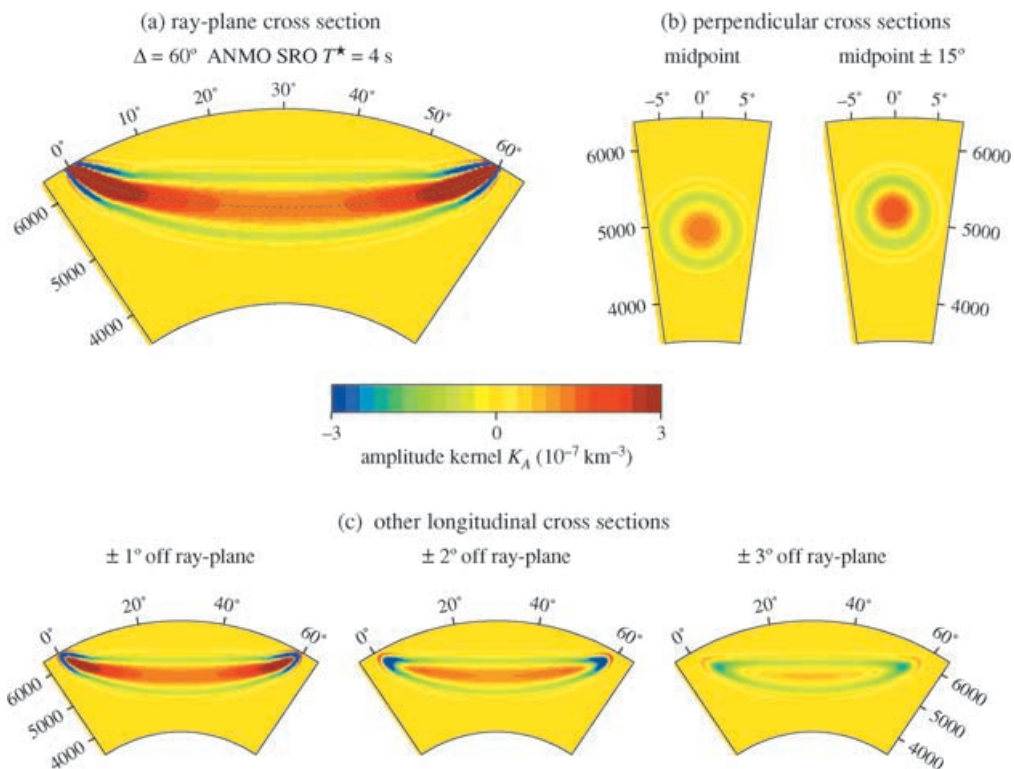 (a) ray-plane cross section
Δ = 60° ANMO SRO T★ = 4 s
0° 10° 20° 30° 40° 50° 60°
6000
5000
4000
(b) perpendicular cross sections
midpoint
−5° 0° 5°
6000
5000
4000
midpoint ± 15°
−5° 0° 5°
6000
5000
4000
−3 0 3
amplitude kernel K_A (10⁻⁷ km⁻³)
(c) other longitudinal cross sections
± 1° off ray-plane
0° 20° 40° 60°
6000
5000
4000
± 2° off ray-plane
0° 20° 40° 60°
± 3° off ray-plane
0° 20° 40° 60°
6000
5000
4000